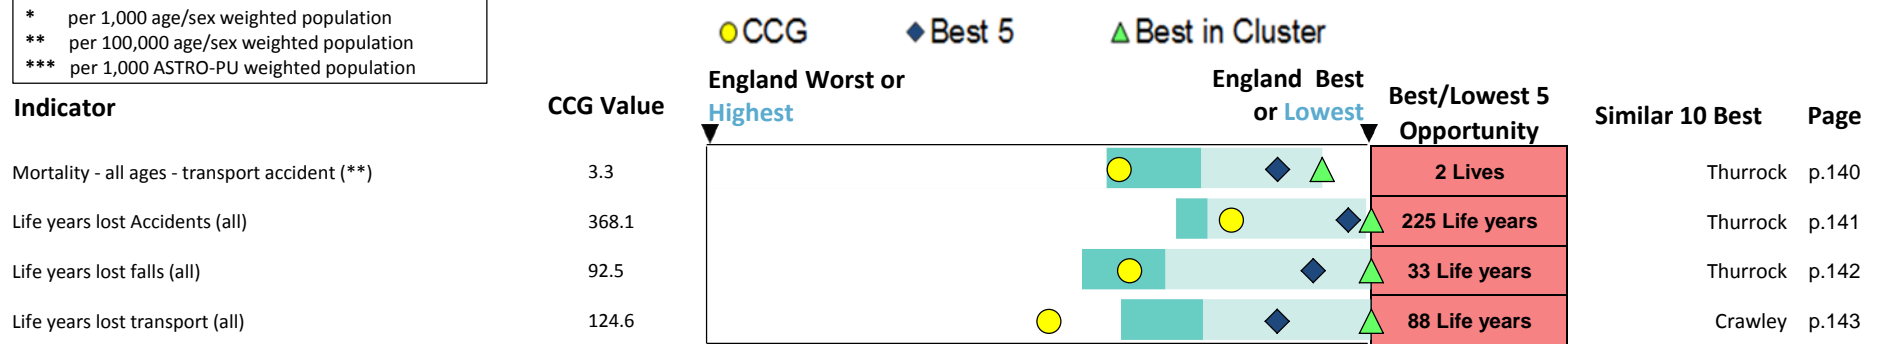 * per 1,000 age/sex weighted population
** per 100,000 age/sex weighted population
*** per 1,000 ASTRO-PU weighted population
CCG Best 5 Best in Cluster
Indicator
CCG Value
England Worst or
Highest
England Best
or Lowest
Best/Lowest 5
Opportunity
Similar 10 Best
Page
Mortality - all ages - transport accident (**) 3.3 2 Lives Thurrock p.140
Life years lost Accidents (all) 368.1 225 Life years Thurrock p.141
Life years lost falls (all) 92.5 33 Life years Thurrock p.142
Life years lost transport (all) 124.6 88 Life years Crawley p.143